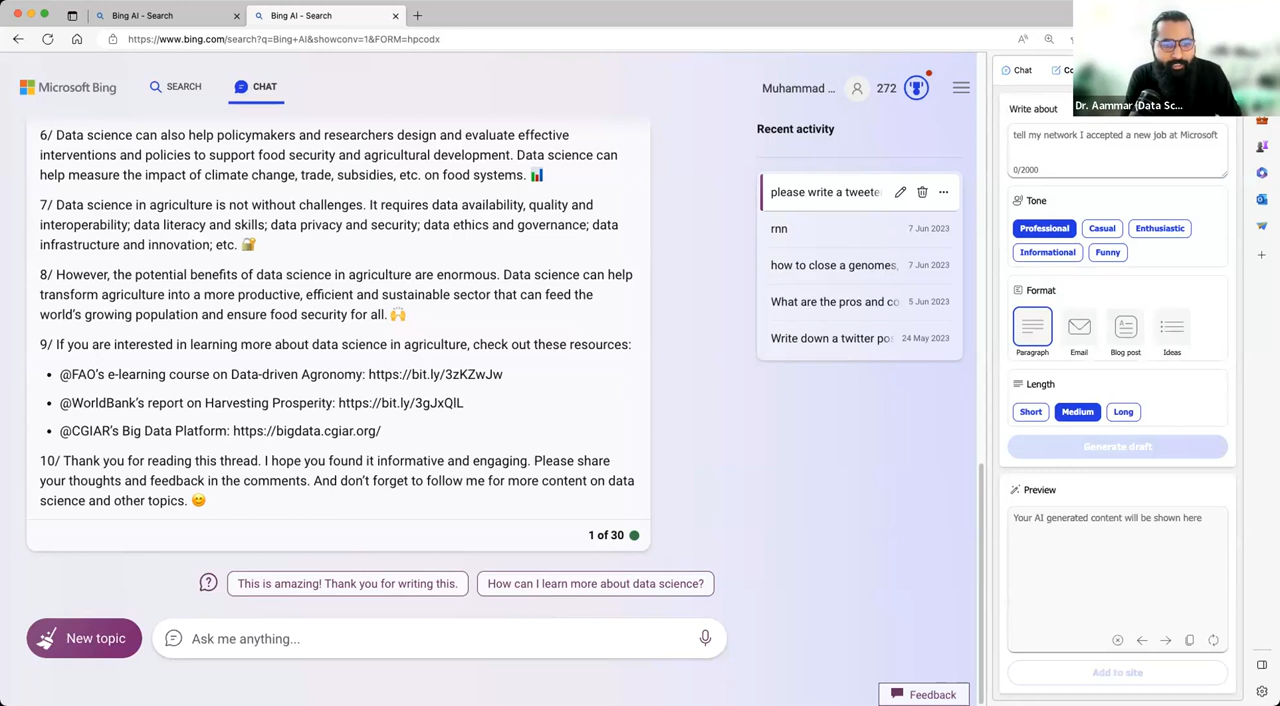 Bing AI - Search
Bing AI - Search
https://www.bing.com/search?q=Bing+AI&showconv=1&FORM=hpcodx
Microsoft Bing
SEARCH
CHAT
Muhammad ...
272
6/ Data science can also help policymakers and researchers design and evaluate effective
interventions and policies to support food security and agricultural development. Data science can
help measure the impact of climate change, trade, subsidies, etc. on food systems. 📊
7/ Data science in agriculture is not without challenges. It requires data availability, quality and
interoperability; data literacy and skills; data privacy and security; data ethics and governance; data
infrastructure and innovation; etc. 🔐
8/ However, the potential benefits of data science in agriculture are enormous. Data science can help
transform agriculture into a more productive, efficient and sustainable sector that can feed the
world's growing population and ensure food security for all. 🙌
9/ If you are interested in learning more about data science in agriculture, check out these resources:
• @FAO's e-learning course on Data-driven Agronomy: https://bit.ly/3zKZwJw
• @WorldBank's report on Harvesting Prosperity: https://bit.ly/3gJxQlL
• @CGIAR's Big Data Platform: https://bigdata.cgiar.org/
10/ Thank you for reading this thread. I hope you found it informative and engaging. Please share
your thoughts and feedback in the comments. And don't forget to follow me for more content on data
science and other topics. 😊
1 of 30
This is amazing! Thank you for writing this.
How can I learn more about data science?
New topic
Ask me anything...
Feedback
Recent activity
please write a tweete
rnn 7 Jun 2023
how to close a genomes, 7 Jun 2023
What are the pros and co 5 Jun 2023
Write down a twitter po 24 May 2023
Dr. Aammar (Data Sc...
Chat
Co
Write about
tell my network I accepted a new job at Microsoft
0/2000
Tone
Professional
Casual
Enthusiastic
Informational
Funny
Format
Paragraph
Email
Blog post
Ideas
Length
Short
Medium
Long
Generate draft
Preview
Your AI generated content will be shown here
Add to site